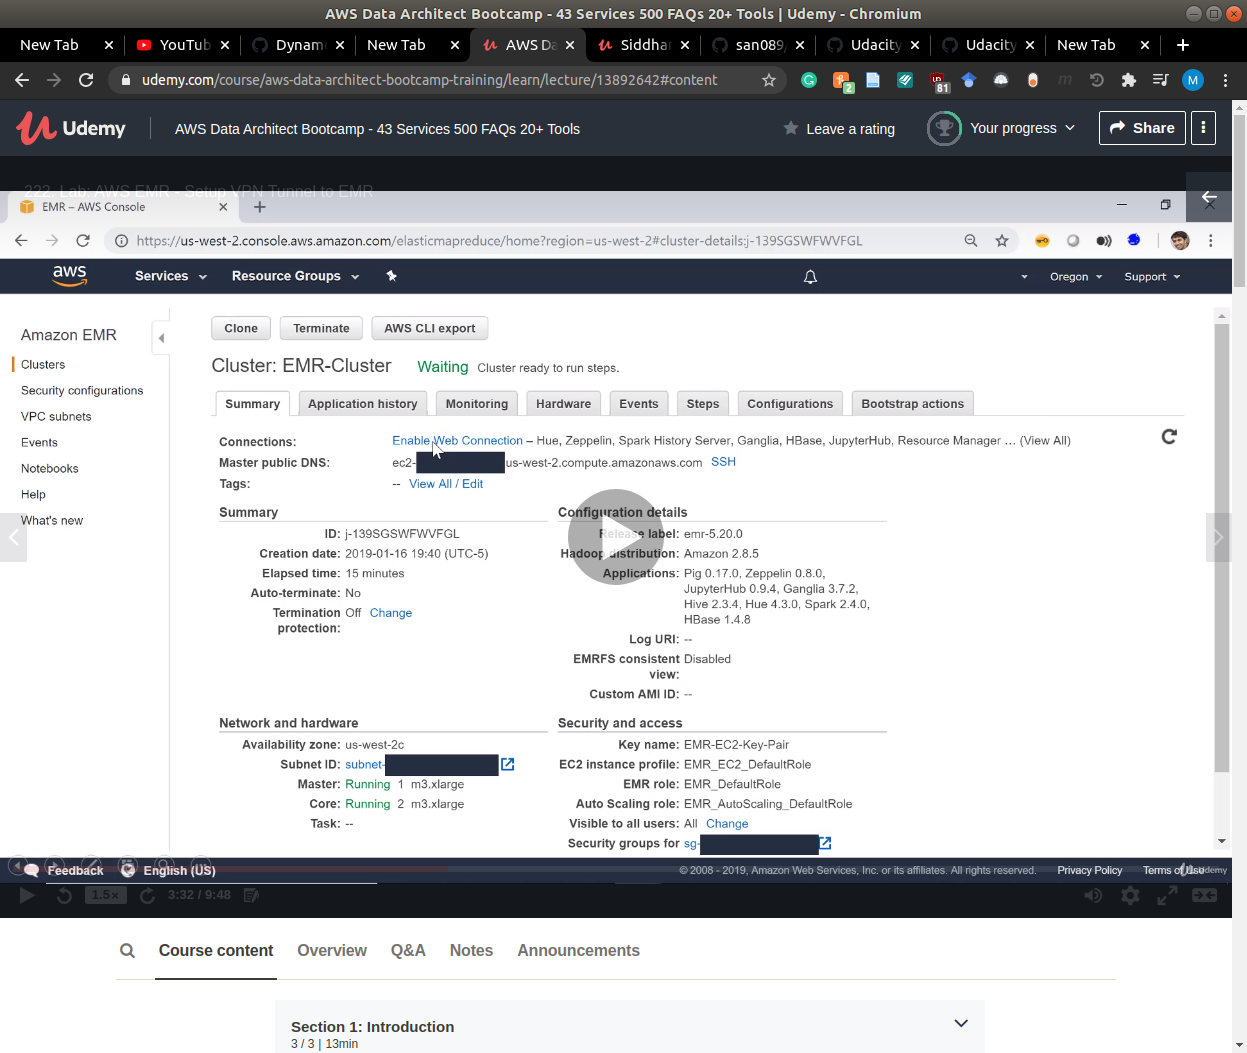 AWS Data Architect Bootcamp - 43 Services 500 FAQs 20+ Tools | Udemy - Chromium
New Tab
YouTub
Dynam
New Tab
AWS Da
Siddhar
san089/
Udacity
Udacity
New Tab
udemy.com/course/aws-data-architect-bootcamp-training/learn/lecture/13892642#content
2
81
M
Udemy
AWS Data Architect Bootcamp - 43 Services 500 FAQs 20+ Tools
Leave a rating
Your progress
Share
222. Lab: AWS EMR - Setup VPN Tunnel to EMR
EMR – AWS Console
https://us-west-2.console.aws.amazon.com/elasticmapreduce/home?region=us-west-2#cluster-details:j-139SGSWFWVFGL
aws
Services
Resource Groups
Oregon
Support
Amazon EMR
Clusters
Security configurations
VPC subnets
Events
Notebooks
Help
What's new
Clone
Terminate
AWS CLI export
Cluster: EMR-Cluster
Waiting
Cluster ready to run steps.
Summary
Application history
Monitoring
Hardware
Events
Steps
Configurations
Bootstrap actions
Connections: Enable Web Connection – Hue, Zeppelin, Spark History Server, Ganglia, HBase, JupyterHub, Resource Manager ... (View All)
Master public DNS: ec2- us-west-2.compute.amazonaws.com SSH
Tags: -- View All / Edit
Summary
ID: j-139SGSWFWVFGL
Creation date: 2019-01-16 19:40 (UTC-5)
Elapsed time: 15 minutes
Auto-terminate: No
Termination protection: Off Change
Configuration details
Release label: emr-5.20.0
Hadoop distribution: Amazon 2.8.5
Applications: Pig 0.17.0, Zeppelin 0.8.0,
JupyterHub 0.9.4, Ganglia 3.7.2,
Hive 2.3.4, Hue 4.3.0, Spark 2.4.0,
HBase 1.4.8
Log URI: --
EMRFS consistent view: Disabled
Custom AMI ID: --
Network and hardware
Availability zone: us-west-2c
Subnet ID: subnet-
Master: Running 1 m3.xlarge
Core: Running 2 m3.xlarge
Task: --
Security and access
Key name: EMR-EC2-Key-Pair
EC2 instance profile: EMR_EC2_DefaultRole
EMR role: EMR_DefaultRole
Auto Scaling role: EMR_AutoScaling_DefaultRole
Visible to all users: All Change
Security groups for sg-
Feedback
English (US)
© 2008 - 2019, Amazon Web Services, Inc. or its affiliates. All rights reserved.
Privacy Policy
Terms of Use
Udemy
1.5×
3:32 / 9:48
Course content
Overview
Q&A
Notes
Announcements
Section 1: Introduction
3 / 3 | 13min